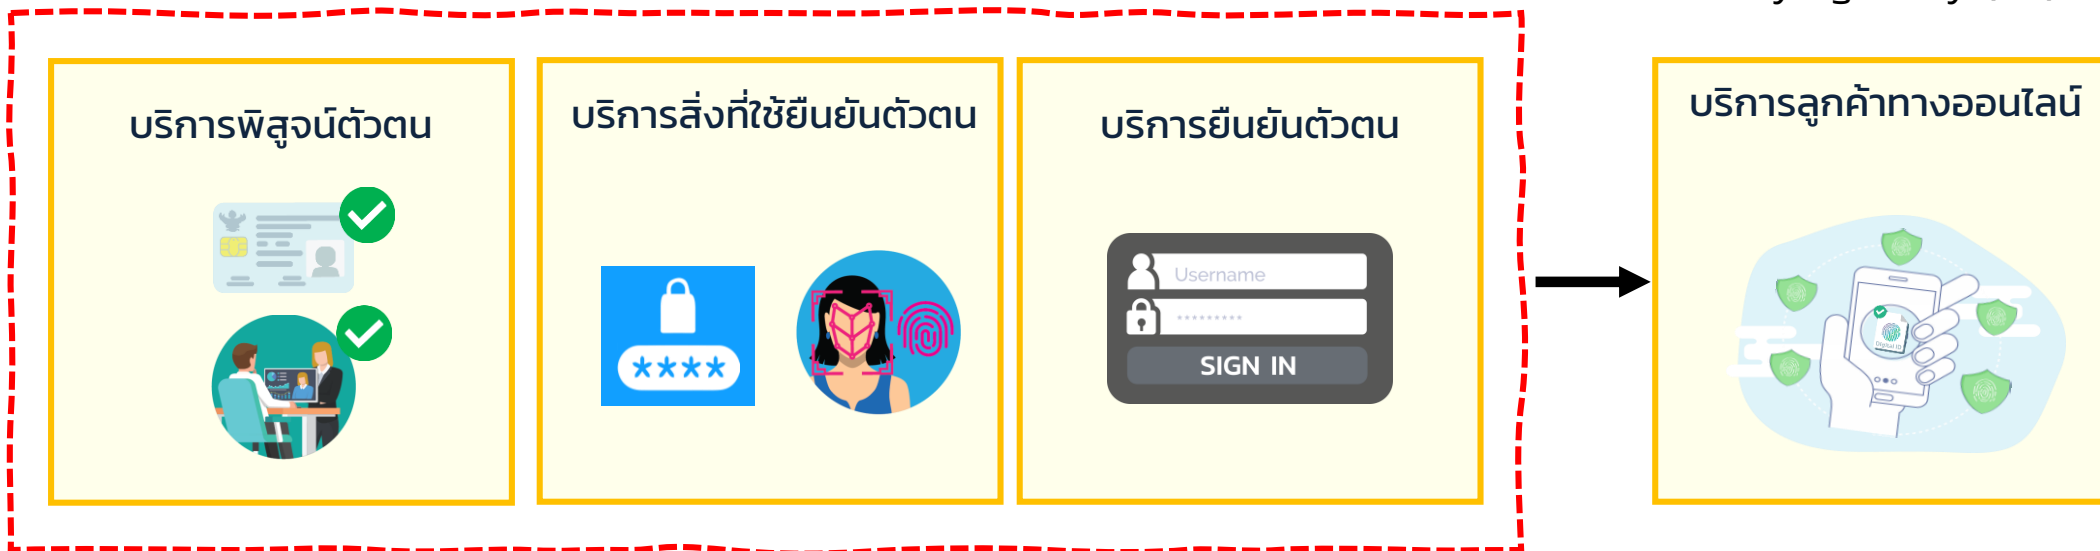 บริการพิสูจน์ตัวตน
บริการสิ่งที่ใช้ยืนยันตัวตน
****
บริการยืนยันตัวตน
Username
*********
SIGN IN
บริการลูกค้าทางออนไลน์
Digital ID